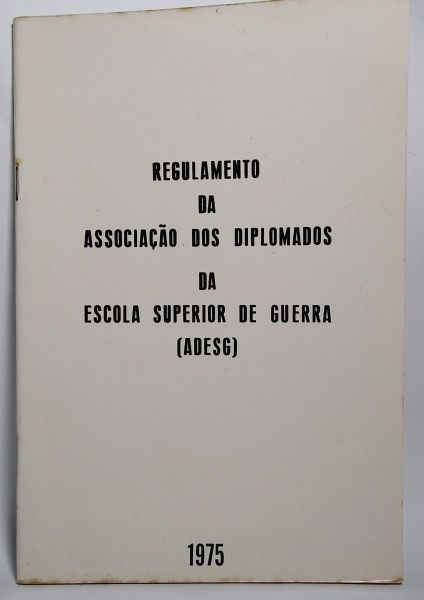 REGULAMENTO
DA
ASSOCIAÇÃO DOS DIPLOMADOS
DA
ESCOLA SUPERIOR DE GUERRA
(ADESG)
1975